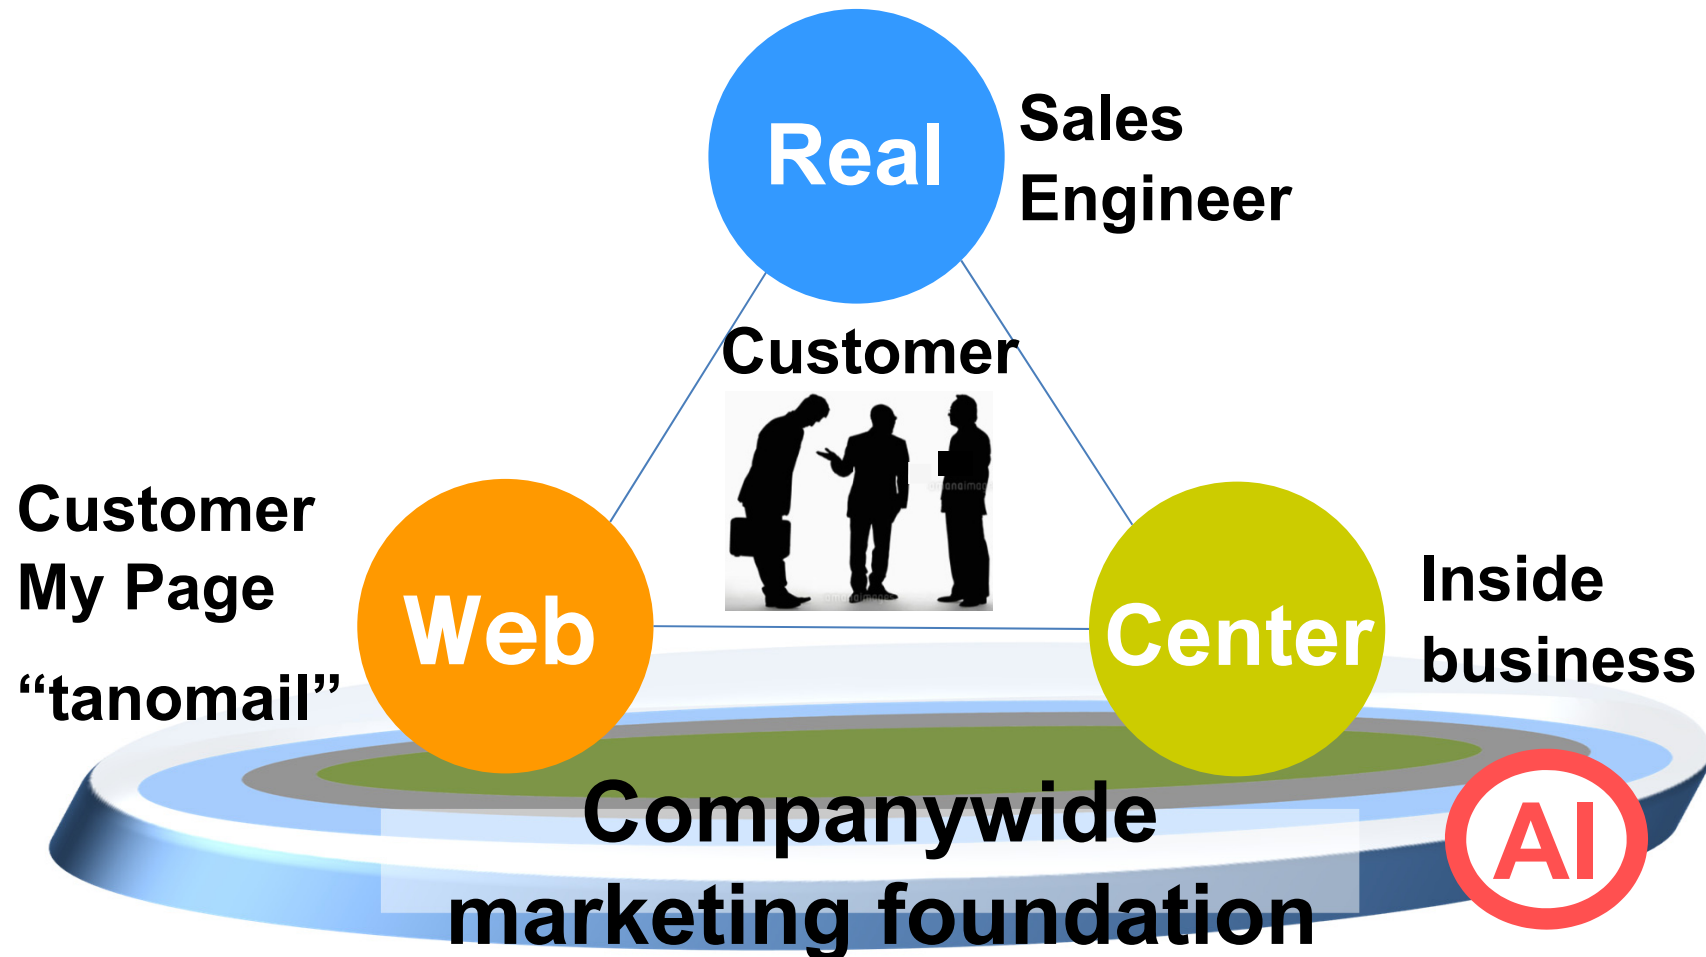 Real
Sales
Engineer
Customer
Customer
My Page
“tanomail”
Web
Center
Inside
business
Companywide
marketing foundation
AI